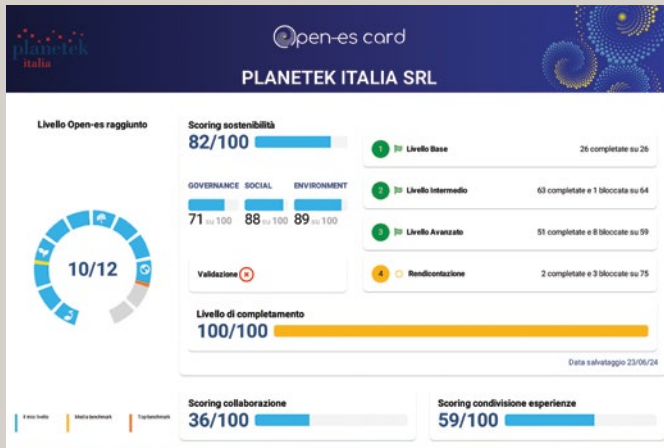 planetek
italia
Open-es card
PLANETEK ITALIA SRL
Livello Open-es raggiunto
10/12
Il mio livello
Media benchmark
Top benchmark
Scoring sostenibilità
82/100
GOVERNANCE SOCIAL ENVIRONMENT
71 su 100 88 su 100 89 su 100
Validazione
1 Livello Base 26 completate su 26
2 Livello Intermedio 63 completate e 1 bloccata su 64
3 Livello Avanzato 51 completate e 8 bloccate su 59
4 Rendicontazione 2 completate e 3 bloccate su 75
Livello di completamento
100/100
Data salvataggio 23/06/24
Scoring collaborazione
36/100
Scoring condivisione esperienze
59/100